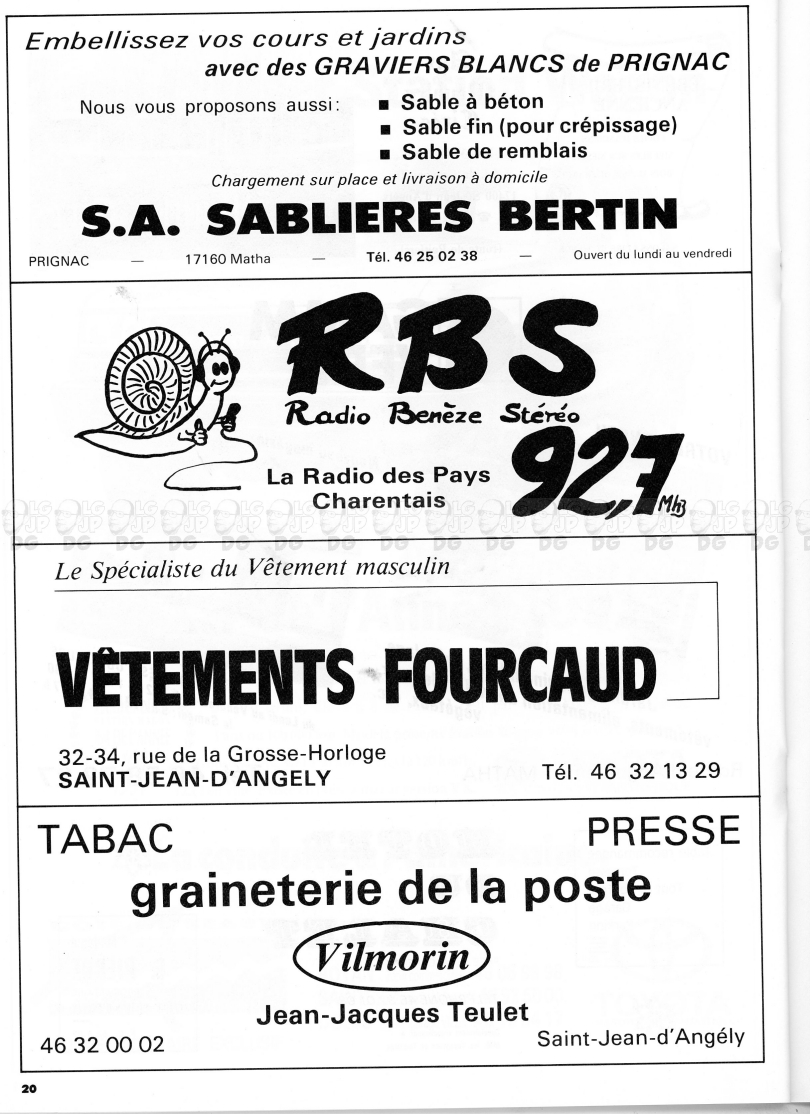 Embellissez vos cours et jardins
avec des GRAVIERS BLANCS de PRIGNAC
Nous vous proposons aussi: ▪ Sable à béton
▪ Sable fin (pour crépissage)
▪ Sable de remblais
Chargement sur place et livraison à domicile
S.A. SABLIERES BERTIN
PRIGNAC — 17160 Matha — Tél. 46 25 02 38 — Ouvert du lundi au vendredi
RBS
Radio Benèze Stéréo
92,7 MhZ
La Radio des Pays
Charentais
Le Spécialiste du Vêtement masculin
VÊTEMENTS FOURCAUD
32-34, rue de la Grosse-Horloge
SAINT-JEAN-D'ANGELY
Tél. 46 32 13 29
TABAC PRESSE
graineterie de la poste
Vilmorin
Jean-Jacques Teulet
46 32 00 02 Saint-Jean-d'Angély
20